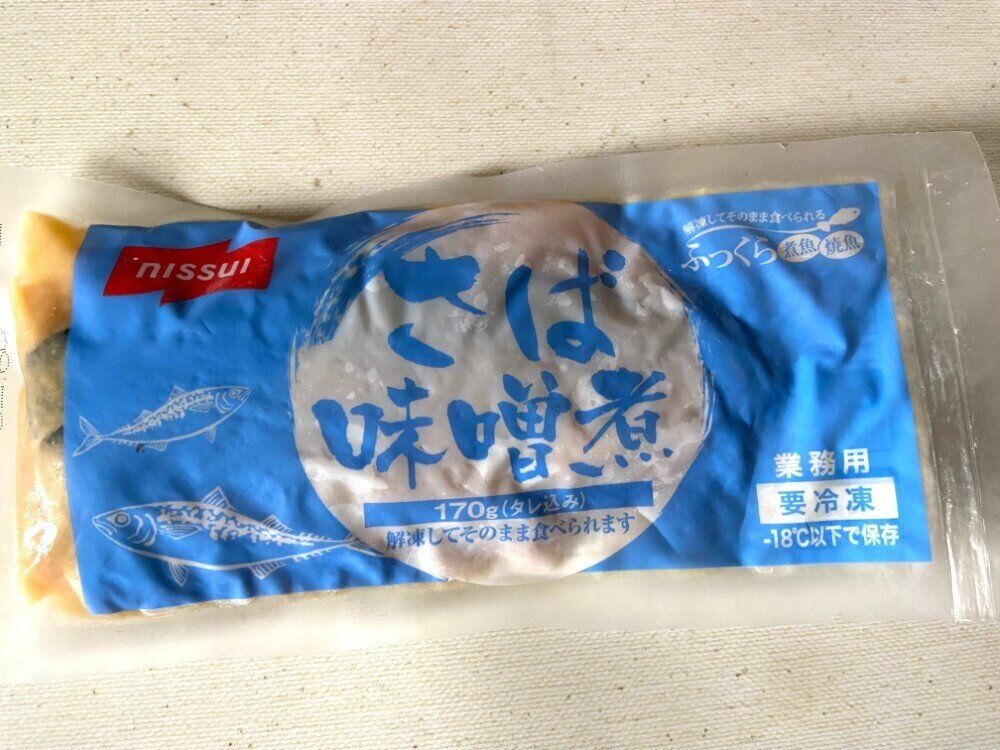 nissui
解凍してそのまま食べられる
ふっくら 煮魚 焼魚
さば
味噌煮
170g(タレ込み)
解凍してそのまま食べられます
業務用
要冷凍
-18℃以下で保存